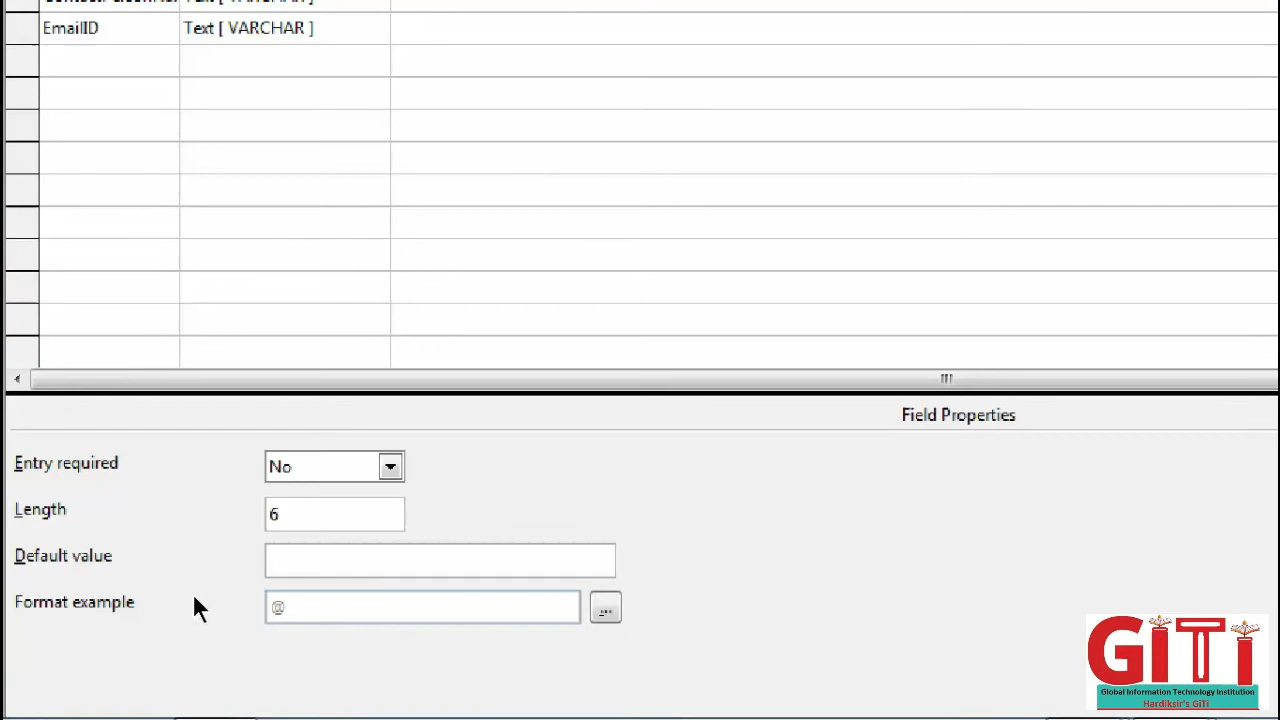 EmailID Text [ VARCHAR ]
Field Properties
Entry required No
Length 6
Default value
Format example @ ...
GiTi
Global Information Technology Institution
Hardiksir's GiTi